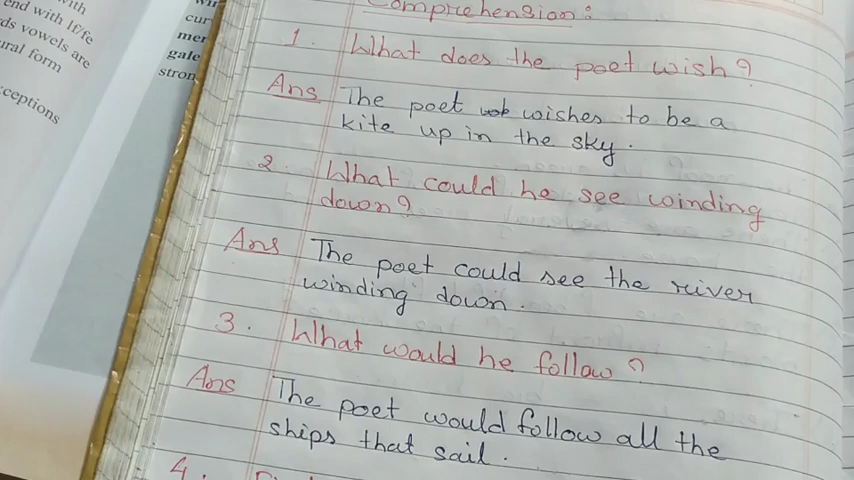 with
end with lf/fe
ds vowels are
ural form
ceptions
cur
mer
gale
stron
Comprehension:
1. What does the poet wish?
Ans The poet wishes to be a
kite up in the sky.
2. What could he see winding
down?
Ans The poet could see the river
winding down.
3. What would he follow?
Ans The poet would follow all the
ships that sail.
4.